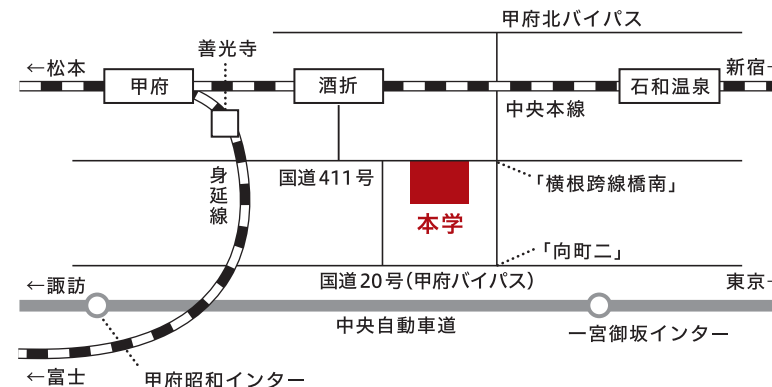 甲府北バイパス
善光寺
←松本
甲府
酒折
石和温泉
新宿
中央本線
身延線
国道411号
「横根跨線橋南」
本学
「向町二」
←諏訪
国道20号(甲府バイパス)
東京
中央自動車道
一宮御坂インター
←富士
甲府昭和インター